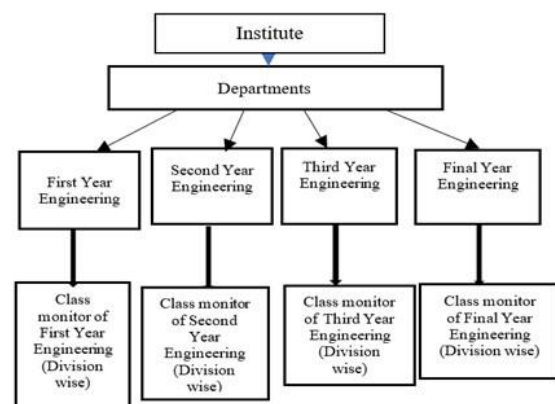 Institute
Departments
First Year
Engineering
Second Year
Engineering
Third Year
Engineering
Final Year
Engineering
Class
monitor of
First Year
Engineering
(Division
wise)
Class monitor
of Second
Year
Engineering
(Division
wise)
Class monitor
of Third Year
Engineering
(Division
wise)
Class monitor
of Final Year
Engineering
(Division wise)